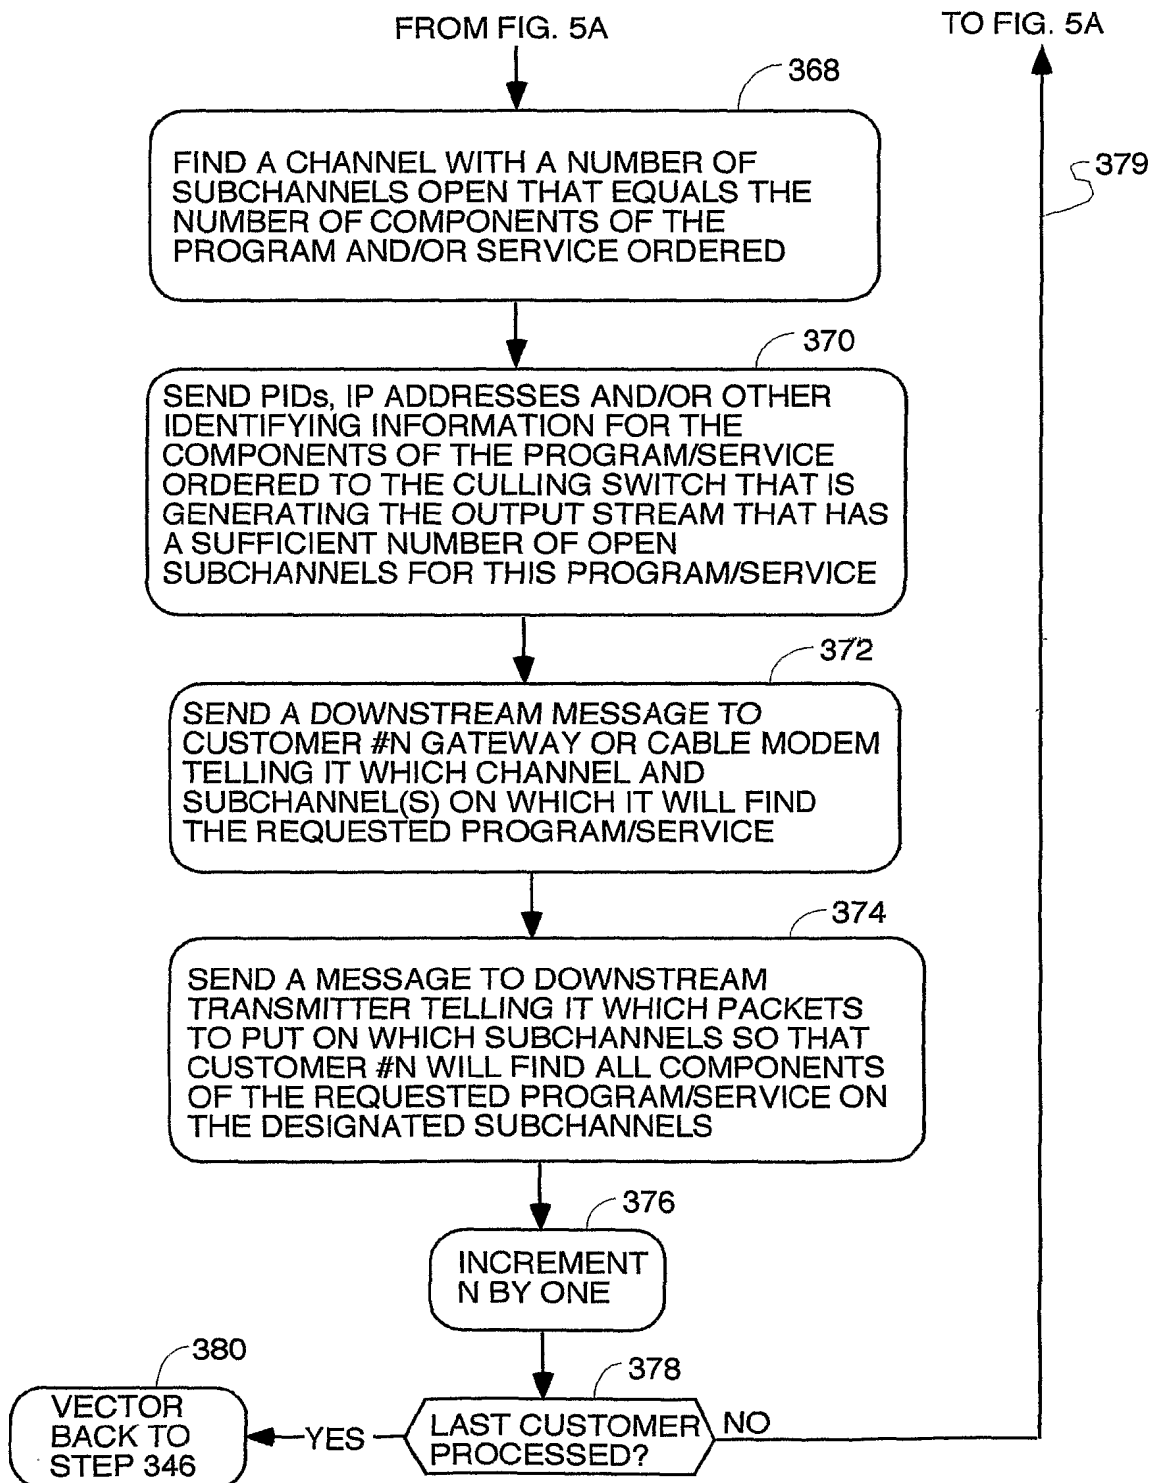 FROM FIG. 5A
TO FIG. 5A
368
379
FIND A CHANNEL WITH A NUMBER OF
SUBCHANNELS OPEN THAT EQUALS THE
NUMBER OF COMPONENTS OF THE
PROGRAM AND/OR SERVICE ORDERED
370
SEND PIDs, IP ADDRESSES AND/OR OTHER
IDENTIFYING INFORMATION FOR THE
COMPONENTS OF THE PROGRAM/SERVICE
ORDERED TO THE CULLING SWITCH THAT IS
GENERATING THE OUTPUT STREAM THAT HAS
A SUFFICIENT NUMBER OF OPEN
SUBCHANNELS FOR THIS PROGRAM/SERVICE
372
SEND A DOWNSTREAM MESSAGE TO
CUSTOMER #N GATEWAY OR CABLE MODEM
TELLING IT WHICH CHANNEL AND
SUBCHANNEL(S) ON WHICH IT WILL FIND
THE REQUESTED PROGRAM/SERVICE
374
SEND A MESSAGE TO DOWNSTREAM
TRANSMITTER TELLING IT WHICH PACKETS
TO PUT ON WHICH SUBCHANNELS SO THAT
CUSTOMER #N WILL FIND ALL COMPONENTS
OF THE REQUESTED PROGRAM/SERVICE ON
THE DESIGNATED SUBCHANNELS
376
INCREMENT
N BY ONE
378
LAST CUSTOMER
PROCESSED?
NO
YES
380
VECTOR
BACK TO
STEP 346